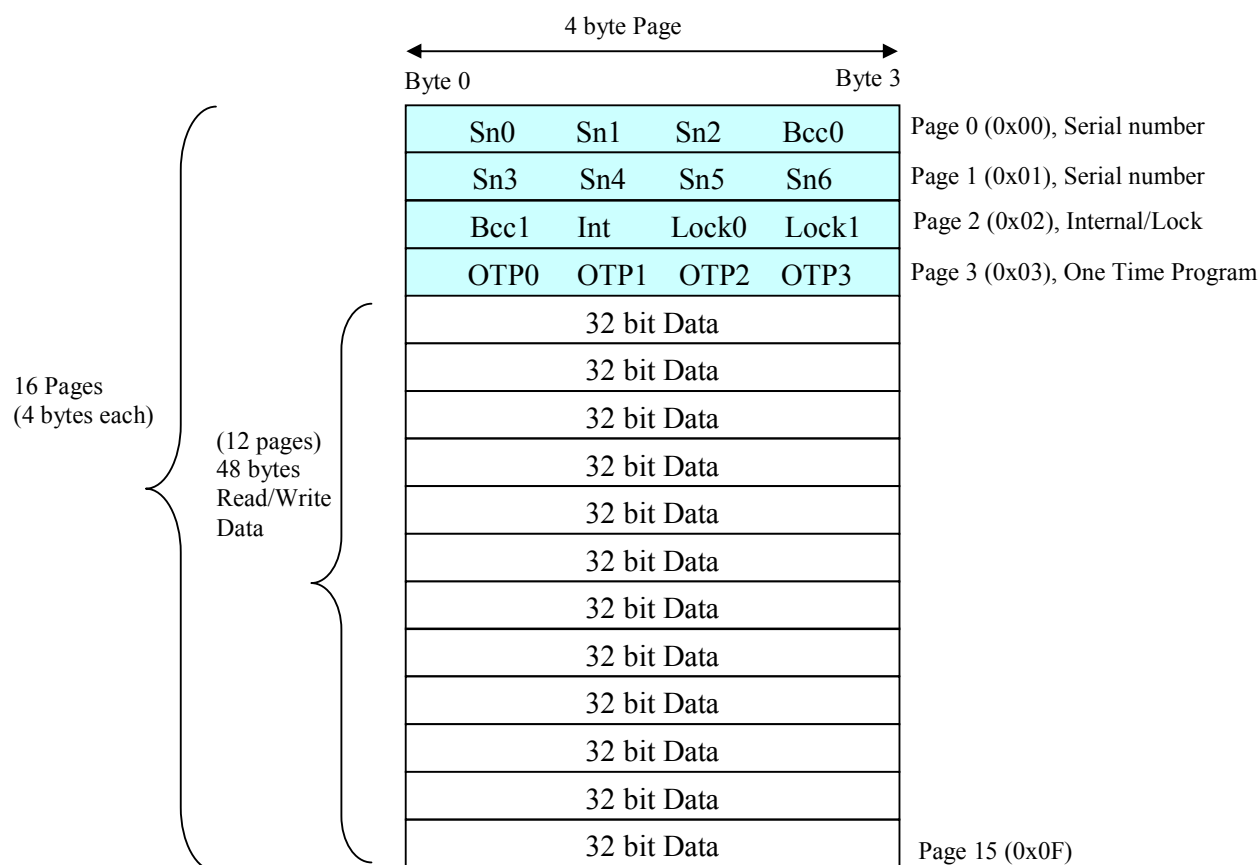 4 byte Page
Byte 0 Byte 3
Sn0 Sn1 Sn2 Bcc0 Page 0 (0x00), Serial number
Sn3 Sn4 Sn5 Sn6 Page 1 (0x01), Serial number
Bcc1 Int Lock0 Lock1 Page 2 (0x02), Internal/Lock
OTP0 OTP1 OTP2 OTP3 Page 3 (0x03), One Time Program
32 bit Data
32 bit Data
32 bit Data
32 bit Data
32 bit Data
32 bit Data
32 bit Data
32 bit Data
32 bit Data
32 bit Data
32 bit Data
32 bit Data Page 15 (0x0F)
16 Pages
(4 bytes each)
(12 pages)
48 bytes
Read/Write
Data